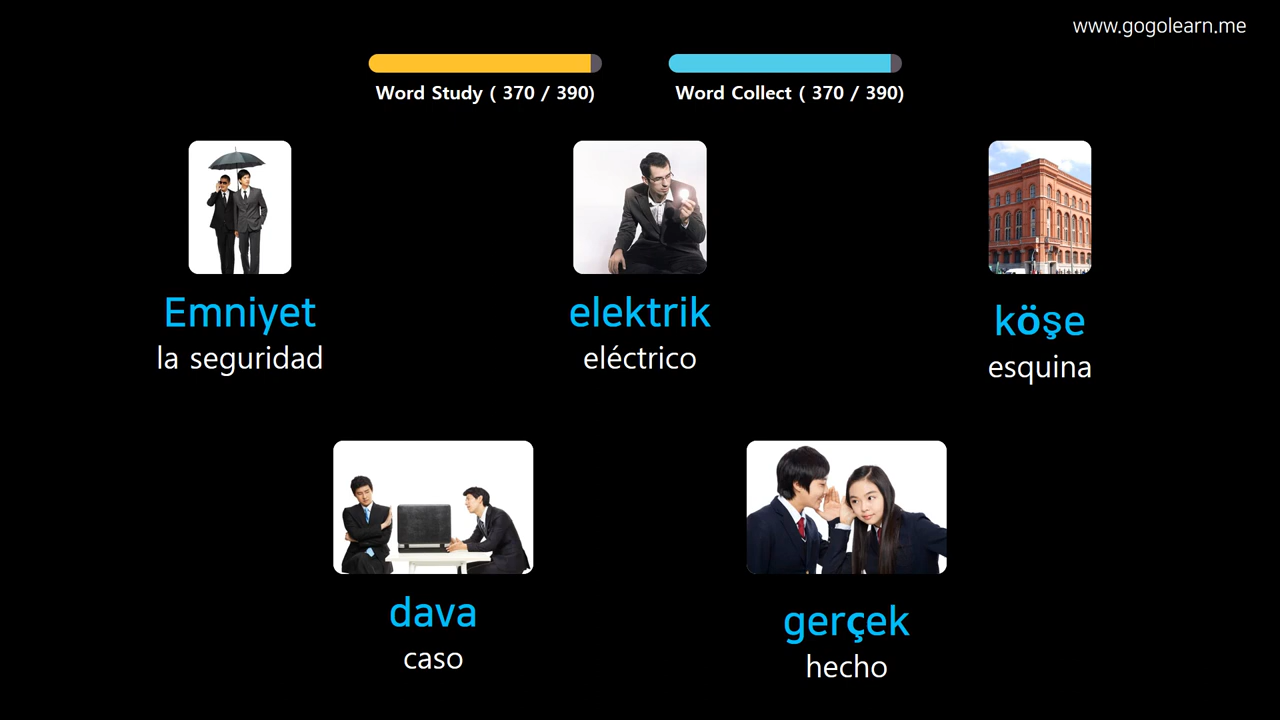 www.gogolearn.me
Word Study ( 370 / 390)
Word Collect ( 370 / 390)
Emniyet
la seguridad
elektrik
eléctrico
köşe
esquina
dava
caso
gerçek
hecho